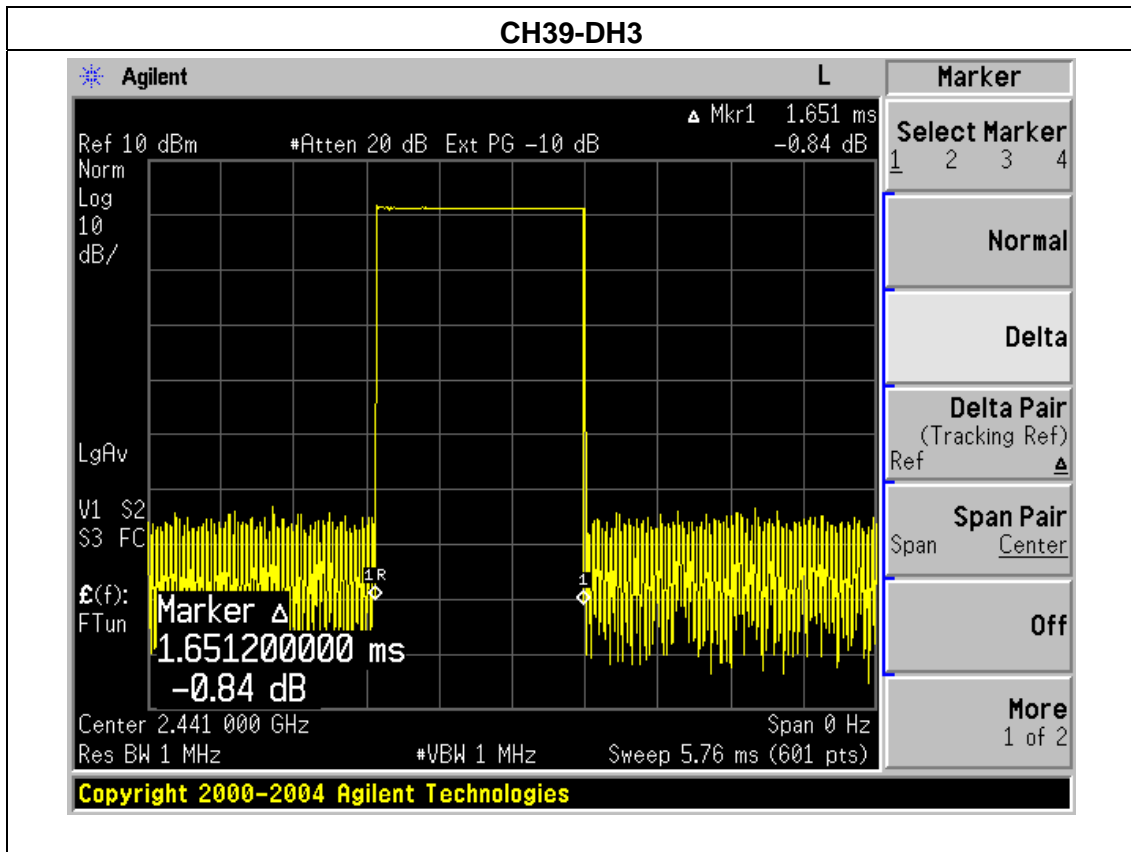 CH39-DH3
Agilent L Marker
Δ Mkr1 1.651 ms
Ref 10 dBm #Atten 20 dB Ext PG -10 dB -0.84 dB
Norm
Log
10
dB/
LgAv
V1 S2
S3 FC
£(f):
FTun
1R
1
Marker Δ
1.651200000 ms
-0.84 dB
Center 2.441 000 GHz Span 0 Hz
Res BW 1 MHz #VBW 1 MHz Sweep 5.76 ms (601 pts)
Select Marker
1 2 3 4
Normal
Delta
Delta Pair
(Tracking Ref)
Ref Δ
Span Pair
Span Center
Off
More
1 of 2
Copyright 2000-2004 Agilent Technologies